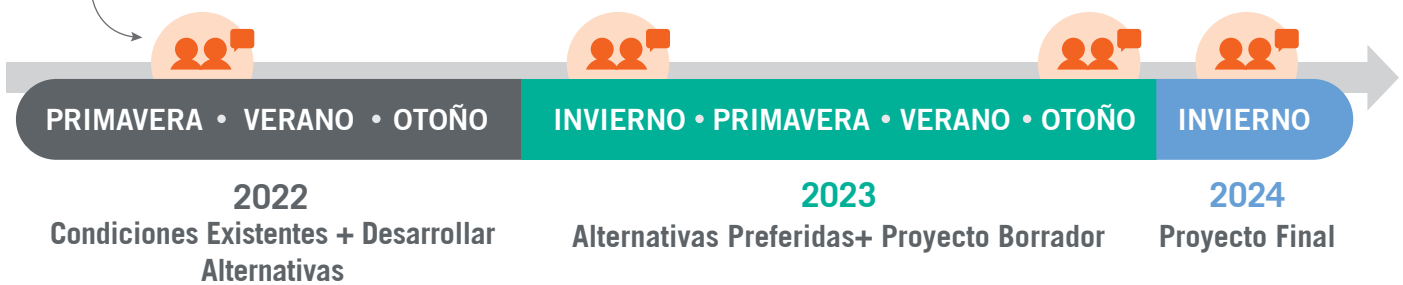 PRIMAVERA • VERANO • OTOÑO
INVIERNO • PRIMAVERA • VERANO • OTOÑO
INVIERNO
2022
Condiciones Existentes + Desarrollar
Alternativas
2023
Alternativas Preferidas+ Proyecto Borrador
2024
Proyecto Final